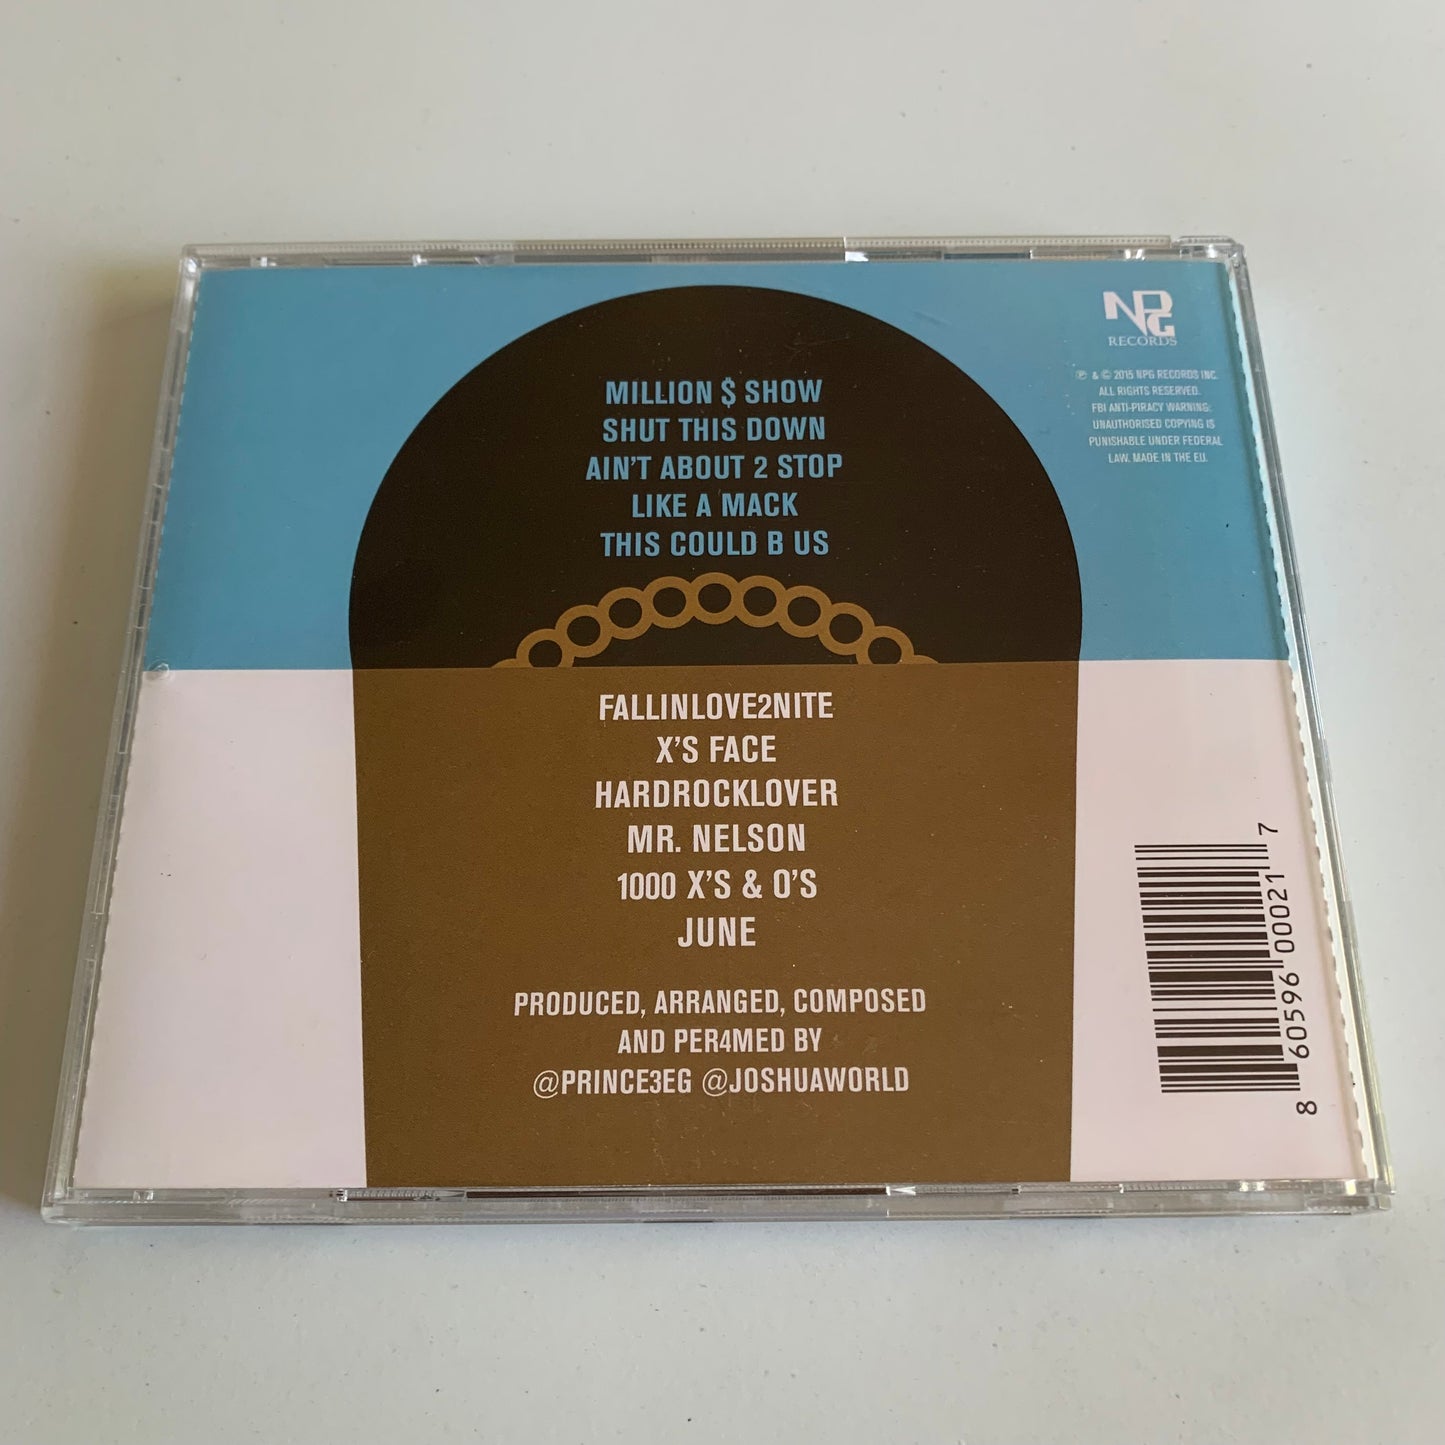 MILLION $ SHOW
SHUT THIS DOWN
AIN'T ABOUT 2 STOP
LIKE A MACK
THIS COULD B US
FALLINLOVE2NITE
X'S FACE
HARDROCKLOVER
MR. NELSON
1000 X'S & O'S
JUNE
PRODUCED, ARRANGED, COMPOSED
AND PER4MED BY
@PRINCE3EG @JOSHUAWORLD
NPG
RECORDS
℗ & © 2015 NPG RECORDS INC.
ALL RIGHTS RESERVED.
FBI ANTI-PIRACY WARNING:
UNAUTHORISED COPYING IS
PUNISHABLE UNDER FEDERAL
LAW. MADE IN THE EU.
8 60596 00021 7